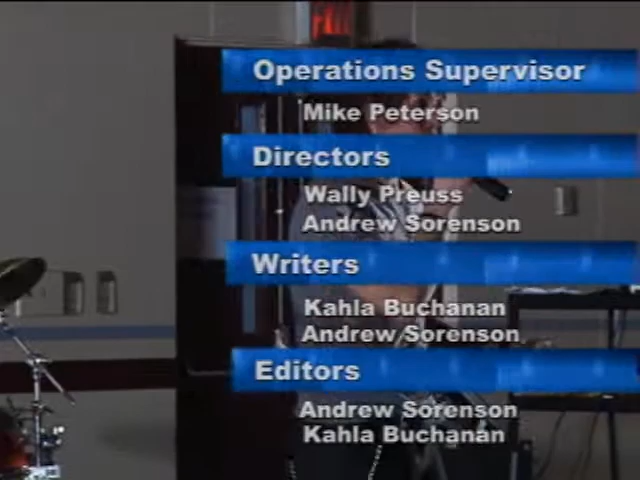 EXIT
Operations Supervisor
Mike Peterson
Directors
Wally Preuss
Andrew Sorenson
Writers
Kahla Buchanan
Andrew Sorenson
Editors
Andrew Sorenson
Kahla Buchanan